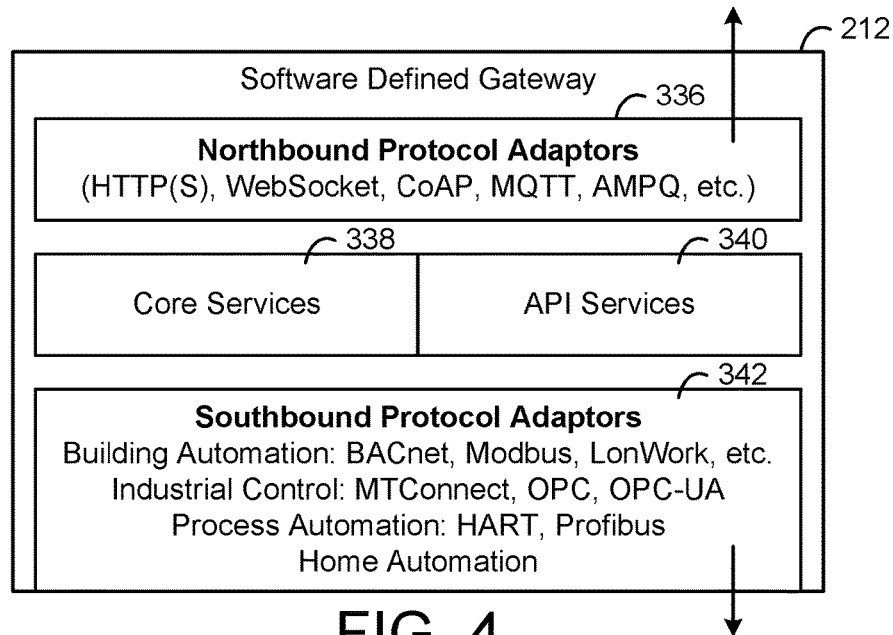 212
Software Defined Gateway
336
Northbound Protocol Adaptors
(HTTP(S), WebSocket, CoAP, MQTT, AMPQ, etc.)
338
340
Core Services
API Services
342
Southbound Protocol Adaptors
Building Automation: BACnet, Modbus, LonWork, etc.
Industrial Control: MTConnect, OPC, OPC-UA
Process Automation: HART, Profibus
Home Automation
FIG. 4